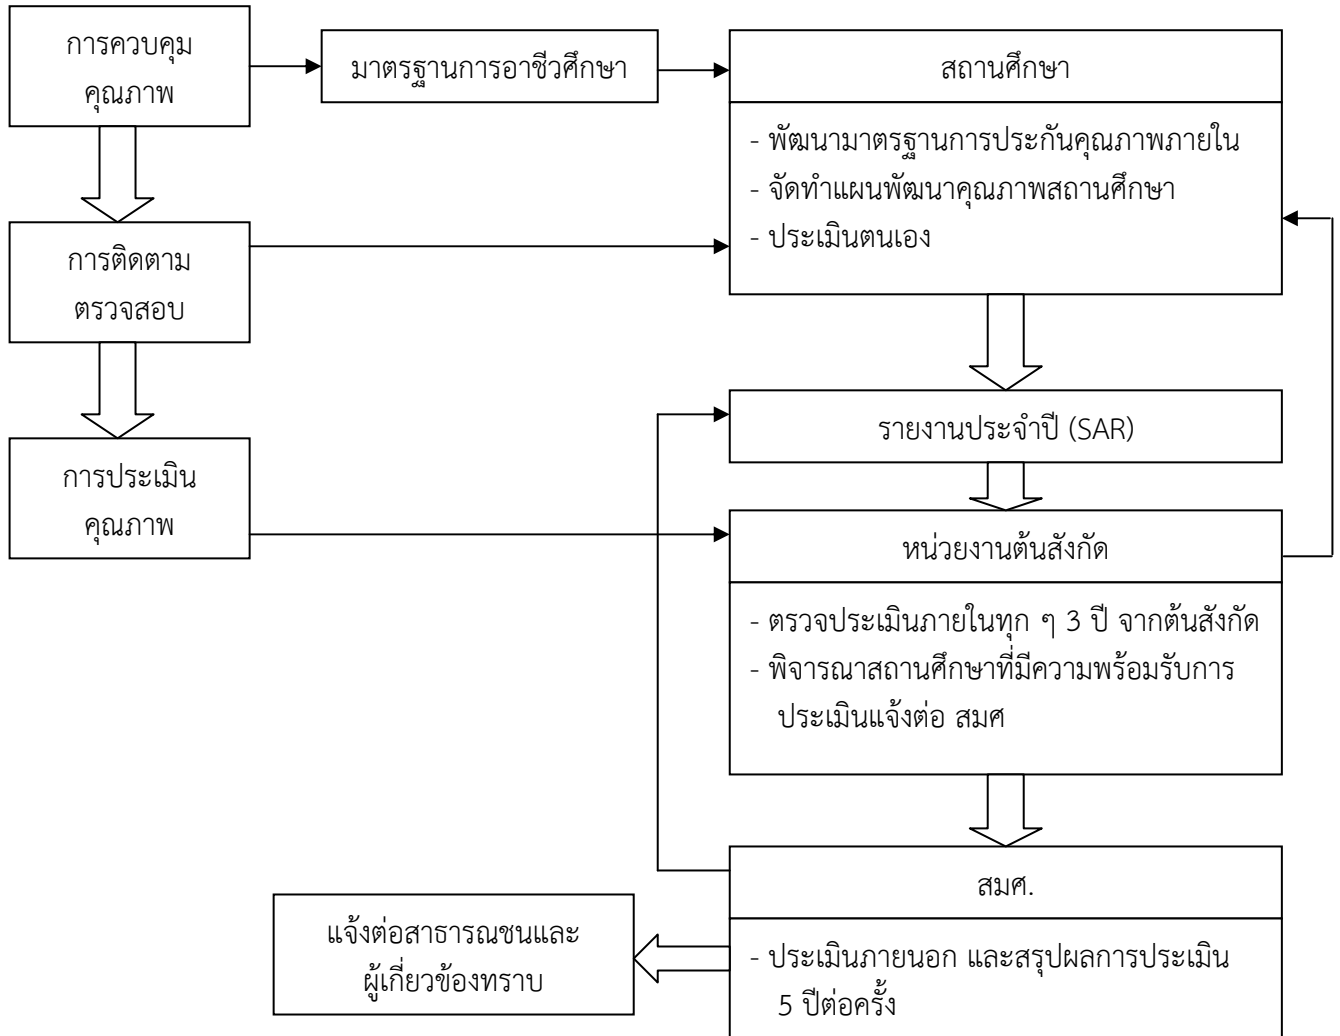 การควบคุม
คุณภาพ
มาตรฐานการอาชีวศึกษา
สถานศึกษา
- พัฒนามาตรฐานการประกันคุณภาพภายใน
- จัดทำแผนพัฒนาคุณภาพสถานศึกษา
- ประเมินตนเอง
การติดตาม
ตรวจสอบ
รายงานประจำปี (SAR)
การประเมิน
คุณภาพ
หน่วยงานต้นสังกัด
- ตรวจประเมินภายในทุก ๆ 3 ปี จากต้นสังกัด
- พิจารณาสถานศึกษาที่มีความพร้อมรับการ
ประเมินแจ้งต่อ สมศ
สมศ.
- ประเมินภายนอก และสรุปผลการประเมิน
5 ปีต่อครั้ง
แจ้งต่อสาธารณชนและ
ผู้เกี่ยวข้องทราบ